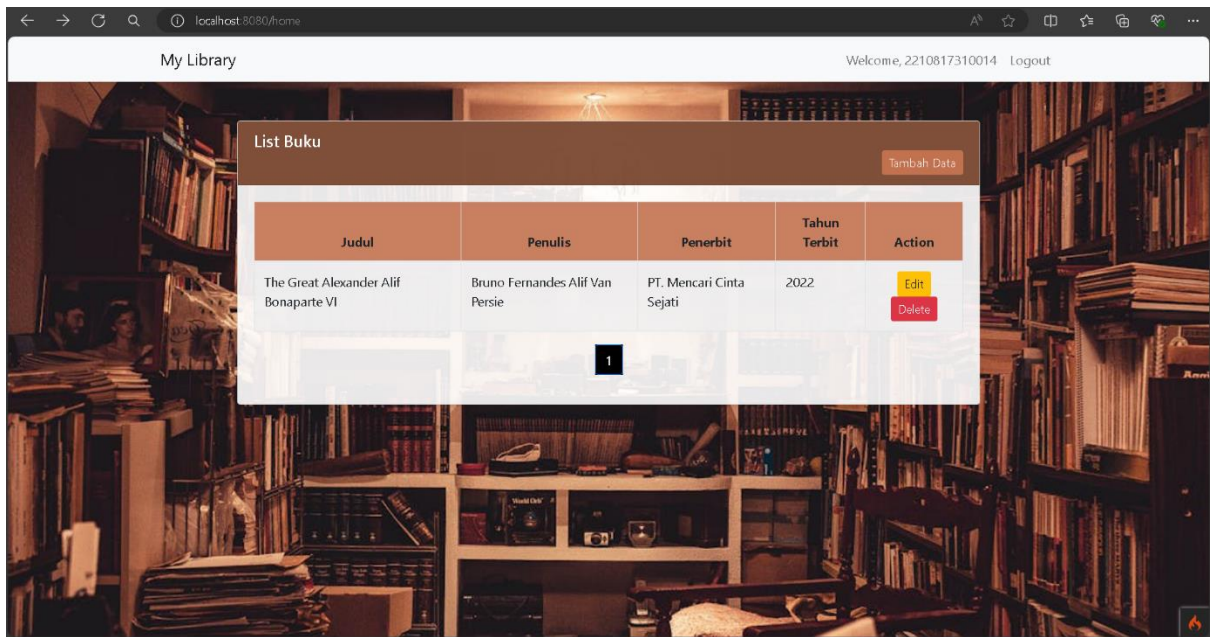 localhost:8080/home
My Library
Welcome, 2210817310014 Logout
List Buku
Tambah Data
Judul Penulis Penerbit Tahun Terbit Action
The Great Alexander Alif Bruno Fernandes Alif Van PT. Mencari Cinta 2022 Edit
Bonaparte VI Persie Sejati Delete
1